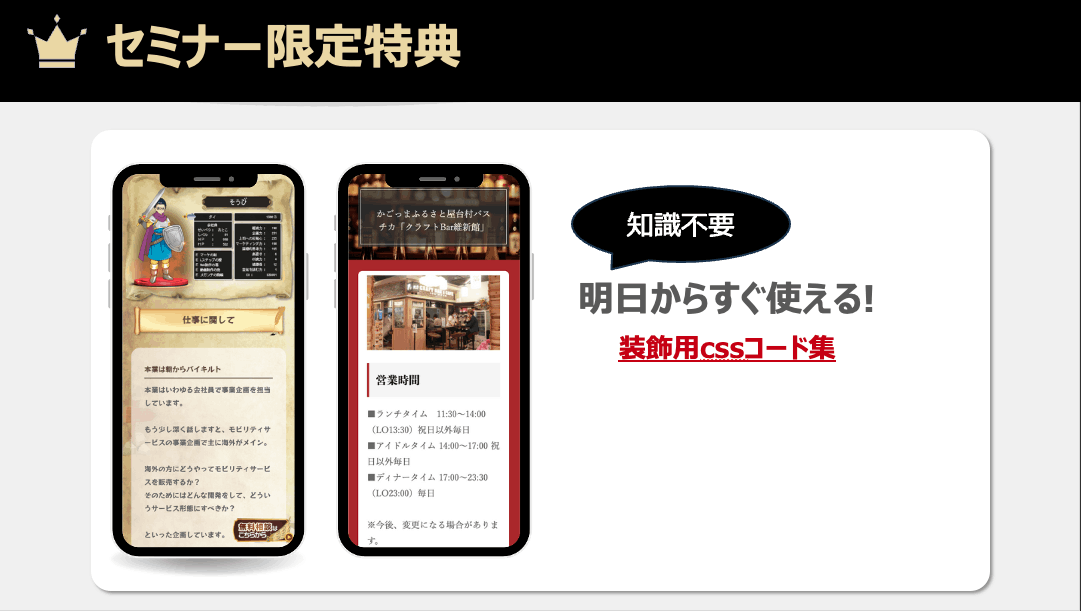 セミナー限定特典
そうび
仕事に関して
本業は朝からバイキルト
本業はいわゆる会社員で事業企画を担当
しています。
もう少し深く話しますと、モビリティサ
ービスの事業企画で主に海外がメイン。
海外の方にどうやってモビリティサービ
スを販売するか？
そのためにはどんな開発をして、どうい
うサービス形態にすべきか？
といった企画しています。
無料相談は
こちらから
かごっまふるさと屋台村バス
チカ「クラフトBar維新館」
営業時間
■ランチタイム　11:30〜14:00
（LO13:30）祝日以外毎日
■アイドルタイム 14:00〜17:00 祝
日以外毎日
■ディナータイム 17:00〜23:30
（LO23:00）毎日
※今後、変更になる場合がありま
す。
知識不要
明日からすぐ使える!
装飾用cssコード集